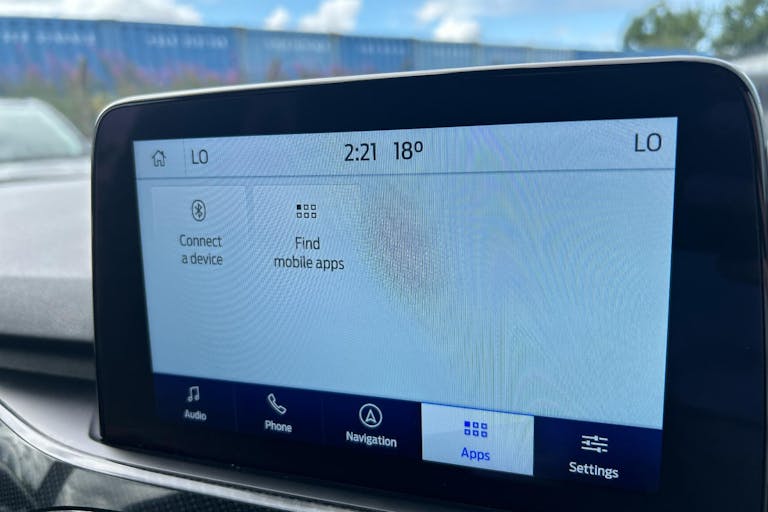 LO 2:21 18° LO
Connect
a device
Find
mobile apps
Audio
Phone
Navigation
Apps
Settings